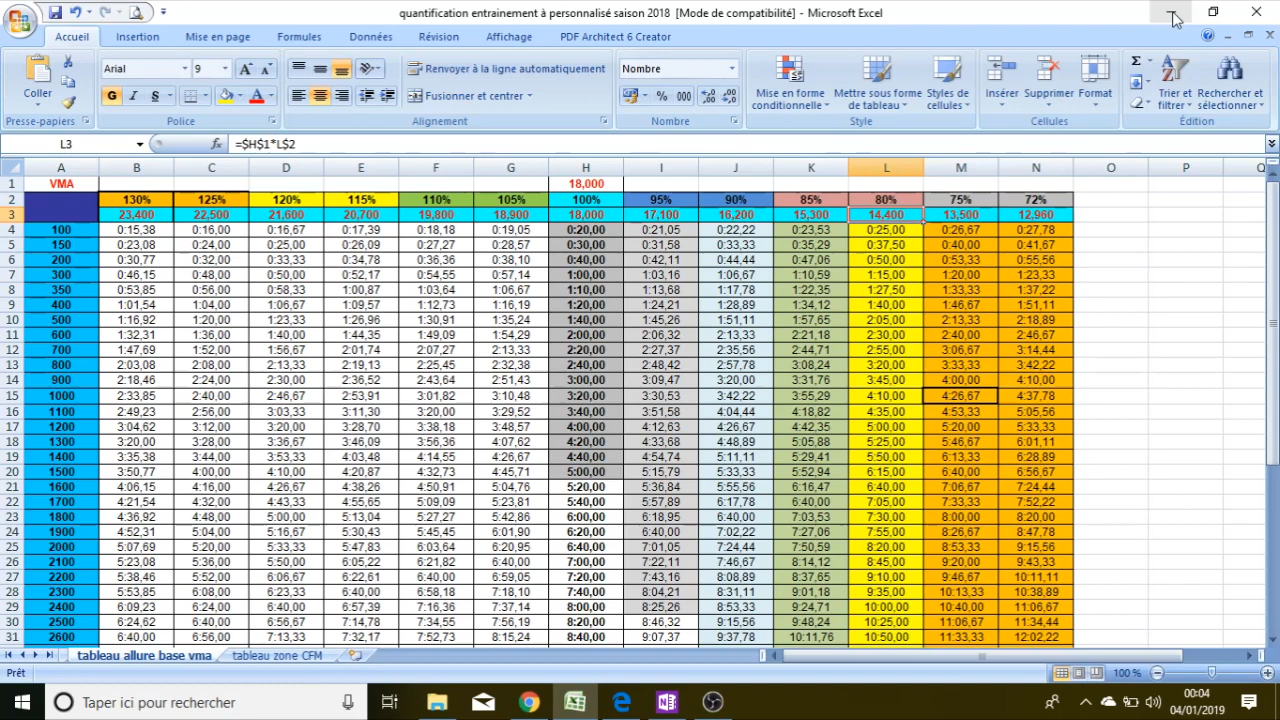 quantification entrainement à personnalisé saison 2018 [Mode de compatibilité] - Microsoft Excel
Accueil Insertion Mise en page Formules Données Révision Affichage PDF Architect 6 Creator
Coller Arial 9 A A Renvoyer à la ligne automatiquement Nombre Mise en forme conditionnelle Mettre sous forme de tableau Styles de cellules Insérer Supprimer Format Σ Trier et filtrer Rechercher et sélectionner
G I S A Fusionner et centrer % 000
Presse-papiers Police Alignement Nombre Style Cellules Édition
L3 fx =$H$1*L$2
A B C D E F G H I J K L M N O P Q
1 VMA 18,000
2 130% 125% 120% 115% 110% 105% 100% 95% 90% 85% 80% 75% 72%
3 23,400 22,500 21,600 20,700 19,800 18,900 18,000 17,100 16,200 15,300 14,400 13,500 12,960
4 100 0:15,38 0:16,00 0:16,67 0:17,39 0:18,18 0:19,05 0:20,00 0:21,05 0:22,22 0:23,53 0:25,00 0:26,67 0:27,78
5 150 0:23,08 0:24,00 0:25,00 0:26,09 0:27,27 0:28,57 0:30,00 0:31,58 0:33,33 0:35,29 0:37,50 0:40,00 0:41,67
6 200 0:30,77 0:32,00 0:33,33 0:34,78 0:36,36 0:38,10 0:40,00 0:42,11 0:44,44 0:47,06 0:50,00 0:53,33 0:55,56
7 300 0:46,15 0:48,00 0:50,00 0:52,17 0:54,55 0:57,14 1:00,00 1:03,16 1:06,67 1:10,59 1:15,00 1:20,00 1:23,33
8 350 0:53,85 0:56,00 0:58,33 1:00,87 1:03,64 1:06,67 1:10,00 1:13,68 1:17,78 1:22,35 1:27,50 1:33,33 1:37,22
9 400 1:01,54 1:04,00 1:06,67 1:09,57 1:12,73 1:16,19 1:20,00 1:24,21 1:28,89 1:34,12 1:40,00 1:46,67 1:51,11
10 500 1:16,92 1:20,00 1:23,33 1:26,96 1:30,91 1:35,24 1:40,00 1:45,26 1:51,11 1:57,65 2:05,00 2:13,33 2:18,89
11 600 1:32,31 1:36,00 1:40,00 1:44,35 1:49,09 1:54,29 2:00,00 2:06,32 2:13,33 2:21,18 2:30,00 2:40,00 2:46,67
12 700 1:47,69 1:52,00 1:56,67 2:01,74 2:07,27 2:13,33 2:20,00 2:27,37 2:35,56 2:44,71 2:55,00 3:06,67 3:14,44
13 800 2:03,08 2:08,00 2:13,33 2:19,13 2:25,45 2:32,38 2:40,00 2:48,42 2:57,78 3:08,24 3:20,00 3:33,33 3:42,22
14 900 2:18,46 2:24,00 2:30,00 2:36,52 2:43,64 2:51,43 3:00,00 3:09,47 3:20,00 3:31,76 3:45,00 4:00,00 4:10,00
15 1000 2:33,85 2:40,00 2:46,67 2:53,91 3:01,82 3:10,48 3:20,00 3:30,53 3:42,22 3:55,29 4:10,00 4:26,67 4:37,78
16 1100 2:49,23 2:56,00 3:03,33 3:11,30 3:20,00 3:29,52 3:40,00 3:51,58 4:04,44 4:18,82 4:35,00 4:53,33 5:05,56
17 1200 3:04,62 3:12,00 3:20,00 3:28,70 3:38,18 3:48,57 4:00,00 4:12,63 4:26,67 4:42,35 5:00,00 5:20,00 5:33,33
18 1300 3:20,00 3:28,00 3:36,67 3:46,09 3:56,36 4:07,62 4:20,00 4:33,68 4:48,89 5:05,88 5:25,00 5:46,67 6:01,11
19 1400 3:35,38 3:44,00 3:53,33 4:03,48 4:14,55 4:26,67 4:40,00 4:54,74 5:11,11 5:29,41 5:50,00 6:13,33 6:28,89
20 1500 3:50,77 4:00,00 4:10,00 4:20,87 4:32,73 4:45,71 5:00,00 5:15,79 5:33,33 5:52,94 6:15,00 6:40,00 6:56,67
21 1600 4:06,15 4:16,00 4:26,67 4:38,26 4:50,91 5:04,76 5:20,00 5:36,84 5:55,56 6:16,47 6:40,00 7:06,67 7:24,44
22 1700 4:21,54 4:32,00 4:43,33 4:55,65 5:09,09 5:23,81 5:40,00 5:57,89 6:17,78 6:40,00 7:05,00 7:33,33 7:52,22
23 1800 4:36,92 4:48,00 5:00,00 5:13,04 5:27,27 5:42,86 6:00,00 6:18,95 6:40,00 7:03,53 7:30,00 8:00,00 8:20,00
24 1900 4:52,31 5:04,00 5:16,67 5:30,43 5:45,45 6:01,90 6:20,00 6:40,00 7:02,22 7:27,06 7:55,00 8:26,67 8:47,78
25 2000 5:07,69 5:20,00 5:33,33 5:47,83 6:03,64 6:20,95 6:40,00 7:01,05 7:24,44 7:50,59 8:20,00 8:53,33 9:15,56
26 2100 5:23,08 5:36,00 5:50,00 6:05,22 6:21,82 6:40,00 7:00,00 7:22,11 7:46,67 8:14,12 8:45,00 9:20,00 9:43,33
27 2200 5:38,46 5:52,00 6:06,67 6:22,61 6:40,00 6:59,05 7:20,00 7:43,16 8:08,89 8:37,65 9:10,00 9:46,67 10:11,11
28 2300 5:53,85 6:08,00 6:23,33 6:40,00 6:58,18 7:18,10 7:40,00 8:04,21 8:31,11 9:01,18 9:35,00 10:13,33 10:38,89
29 2400 6:09,23 6:24,00 6:40,00 6:57,39 7:16,36 7:37,14 8:00,00 8:25,26 8:53,33 9:24,71 10:00,00 10:40,00 11:06,67
30 2500 6:24,62 6:40,00 6:56,67 7:14,78 7:34,55 7:56,19 8:20,00 8:46,32 9:15,56 9:48,24 10:25,00 11:06,67 11:34,44
31 2600 6:40,00 6:56,00 7:13,33 7:32,17 7:52,73 8:15,24 8:40,00 9:07,37 9:37,78 10:11,76 10:50,00 11:33,33 12:02,22
tableau allure base vma tableau zone CFM
Prêt 100 %
Taper ici pour rechercher 00:04
04/01/2019